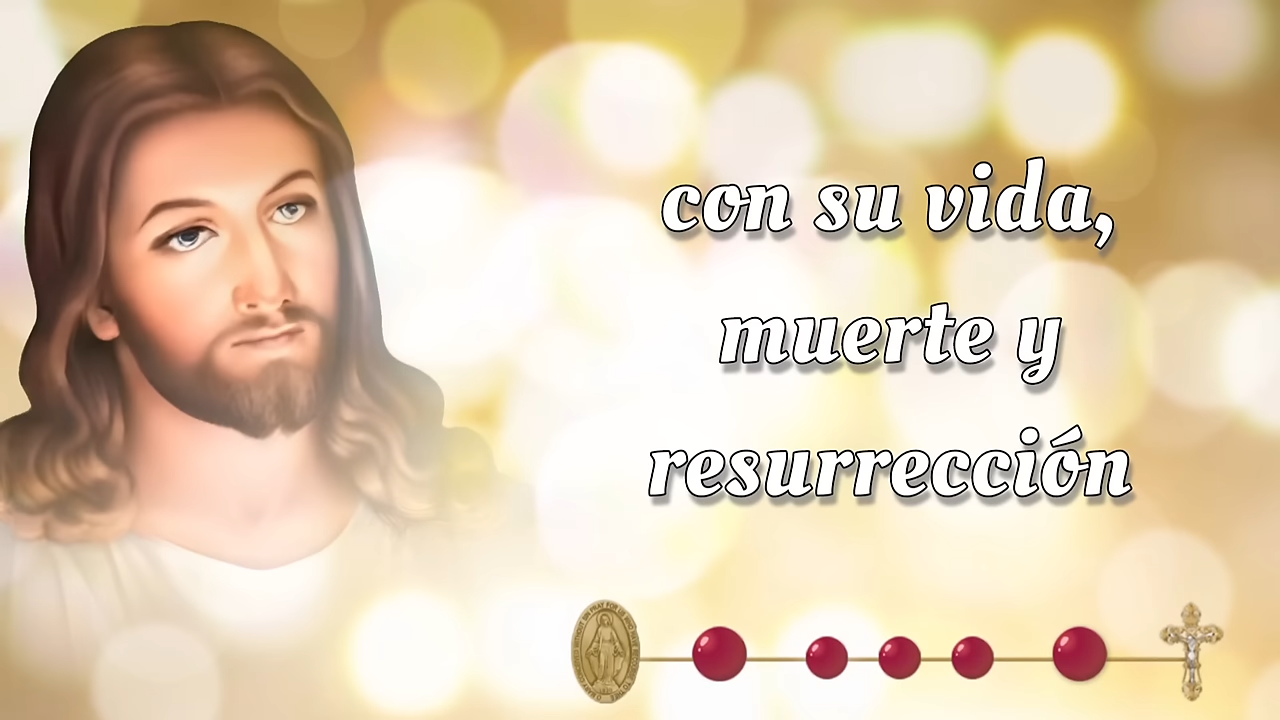 con su vida,
muerte y
resurrección